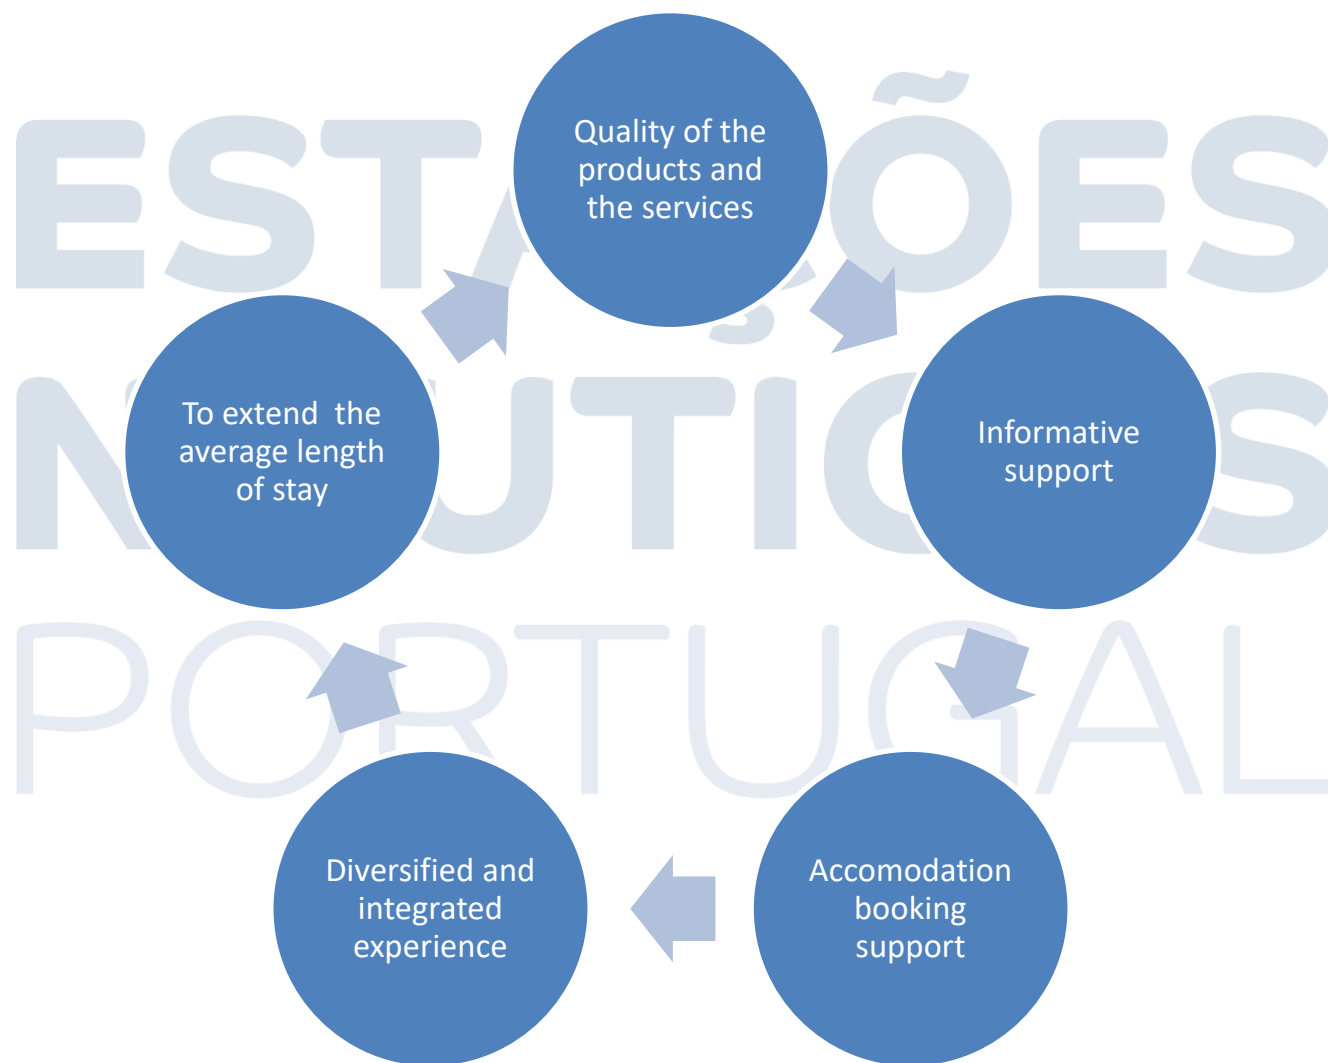 ESTAÇÕES
NÁUTICAS
PORTUGAL
Quality of the
products and
the services
Informative
support
Accomodation
booking
support
Diversified and
integrated
experience
To extend  the
average length
of stay